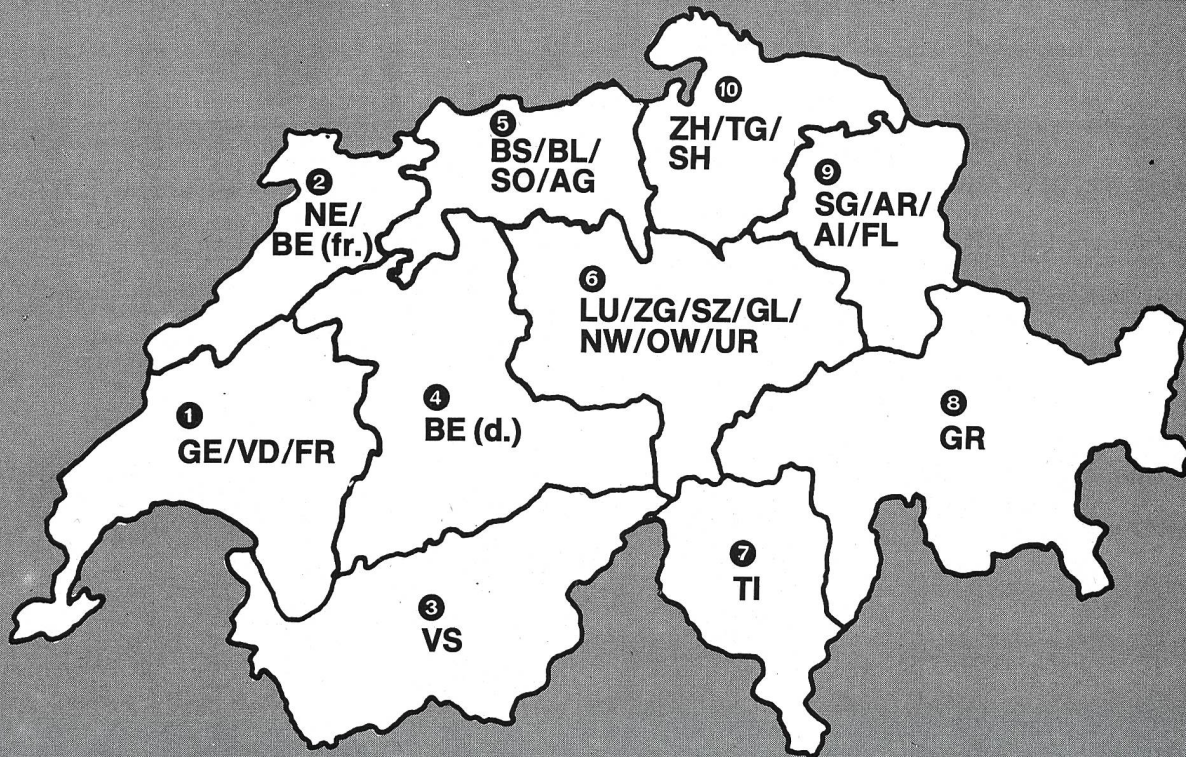 10
ZH/TG/
SH
5
BS/BL/
SO/AG
9
SG/AR/
AI/FL
2
NE/
BE (fr.)
6
LU/ZG/SZ/GL/
NW/OW/UR
4
BE (d.)
8
GR
1
GE/VD/FR
7
TI
3
VS